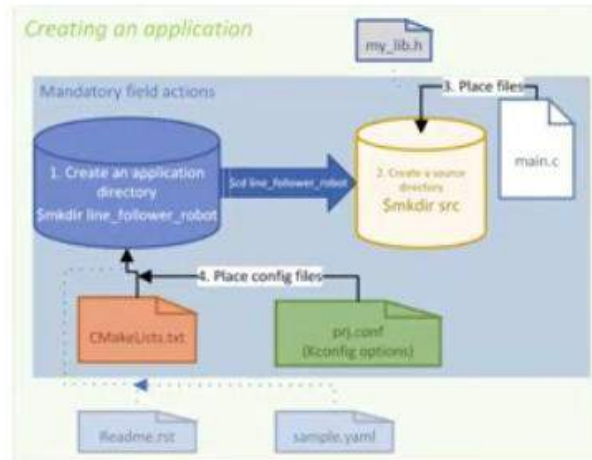 Creating an application
my_lib.h
Mandatory field actions
3. Place files
1. Create an application
directory
$mkdir line_follower_robot
$cd line_follower_robot
2. Create a source
directory
$mkdir src
main.c
4. Place config files
CMakeLists.txt
prj.conf
(Kconfig options)
Readme.rst
sample.yaml